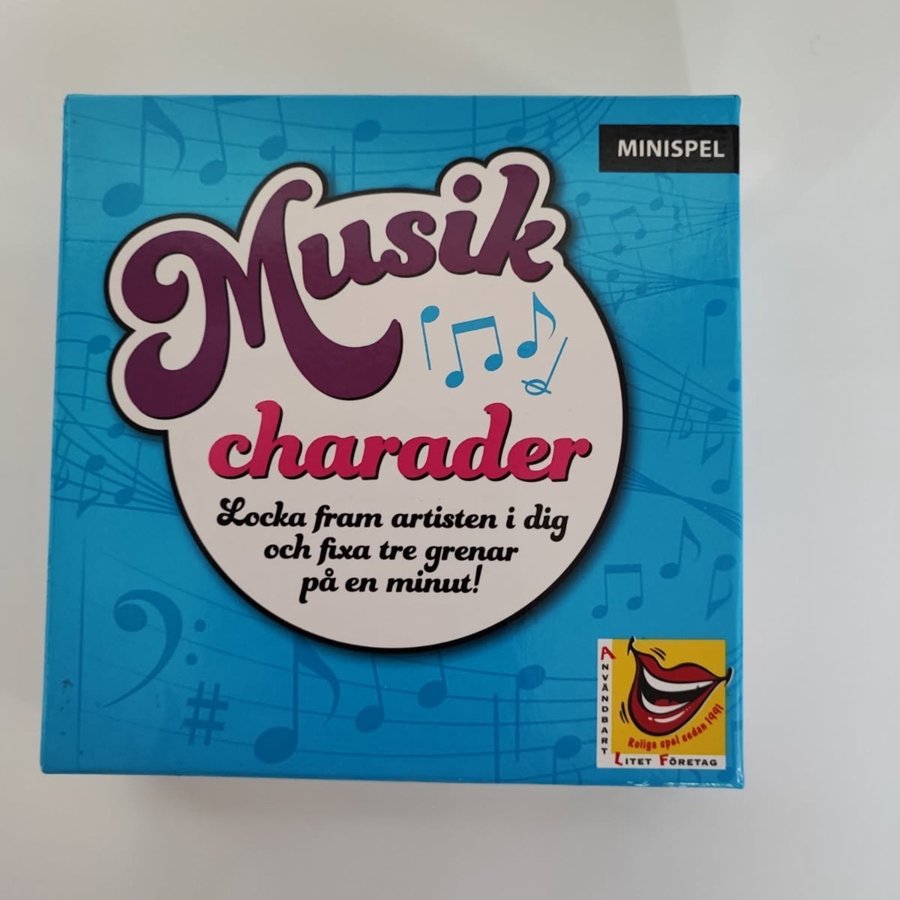 MINISPEL
Musik
charader
Locka fram artisten i dig
och fixa tre grenar
på en minut!
ANVÄNDBART
LITET FÖRETAG
Roliga spel sedan 1991